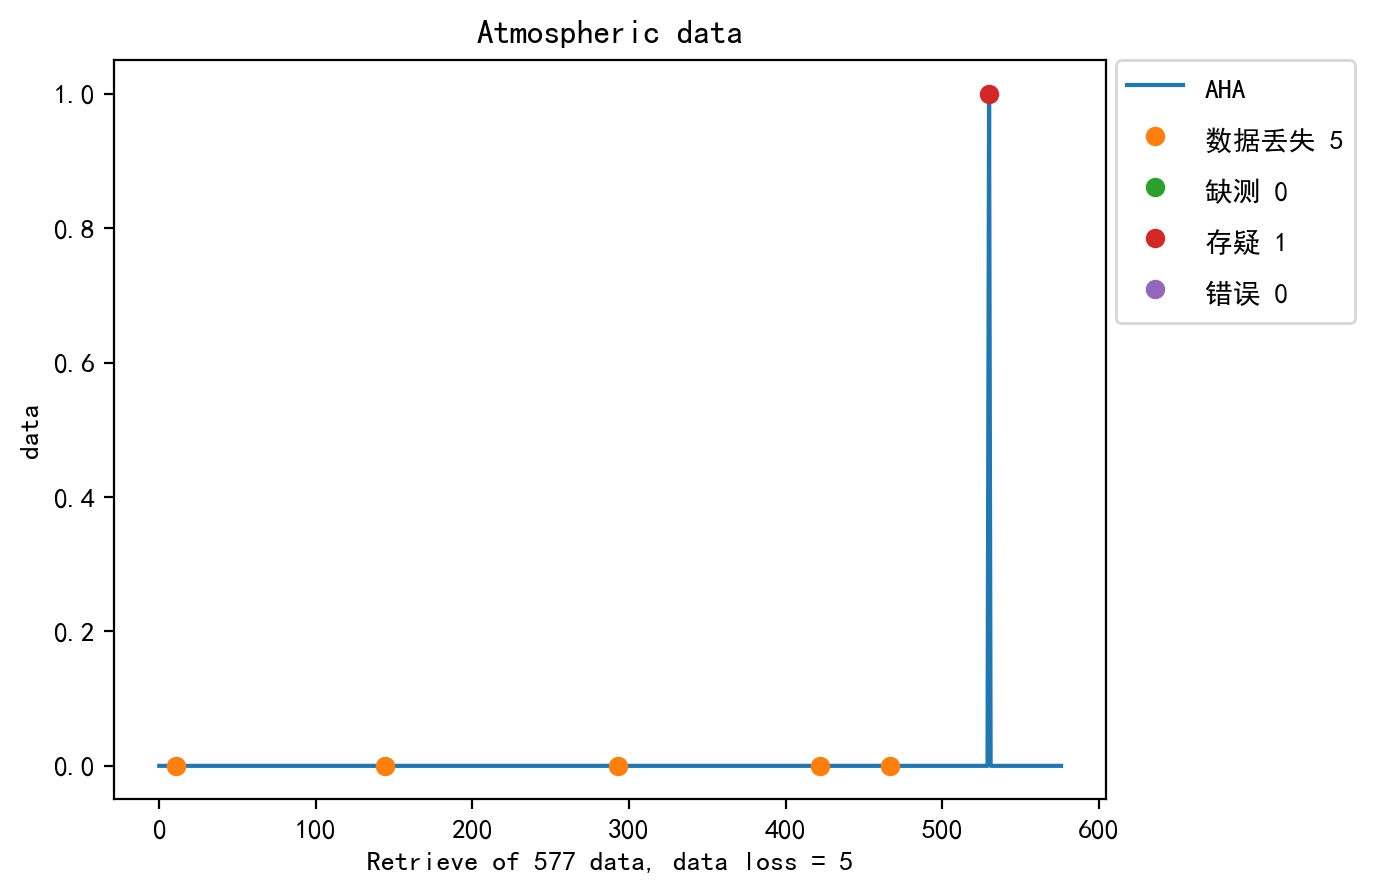 Atmospheric data
AHA
数据丢失 5
缺测 0
存疑 1
错误 0
1.0
0.8
0.6
0.4
0.2
0.0
data
0 100 200 300 400 500 600
Retrieve of 577 data, data loss = 5